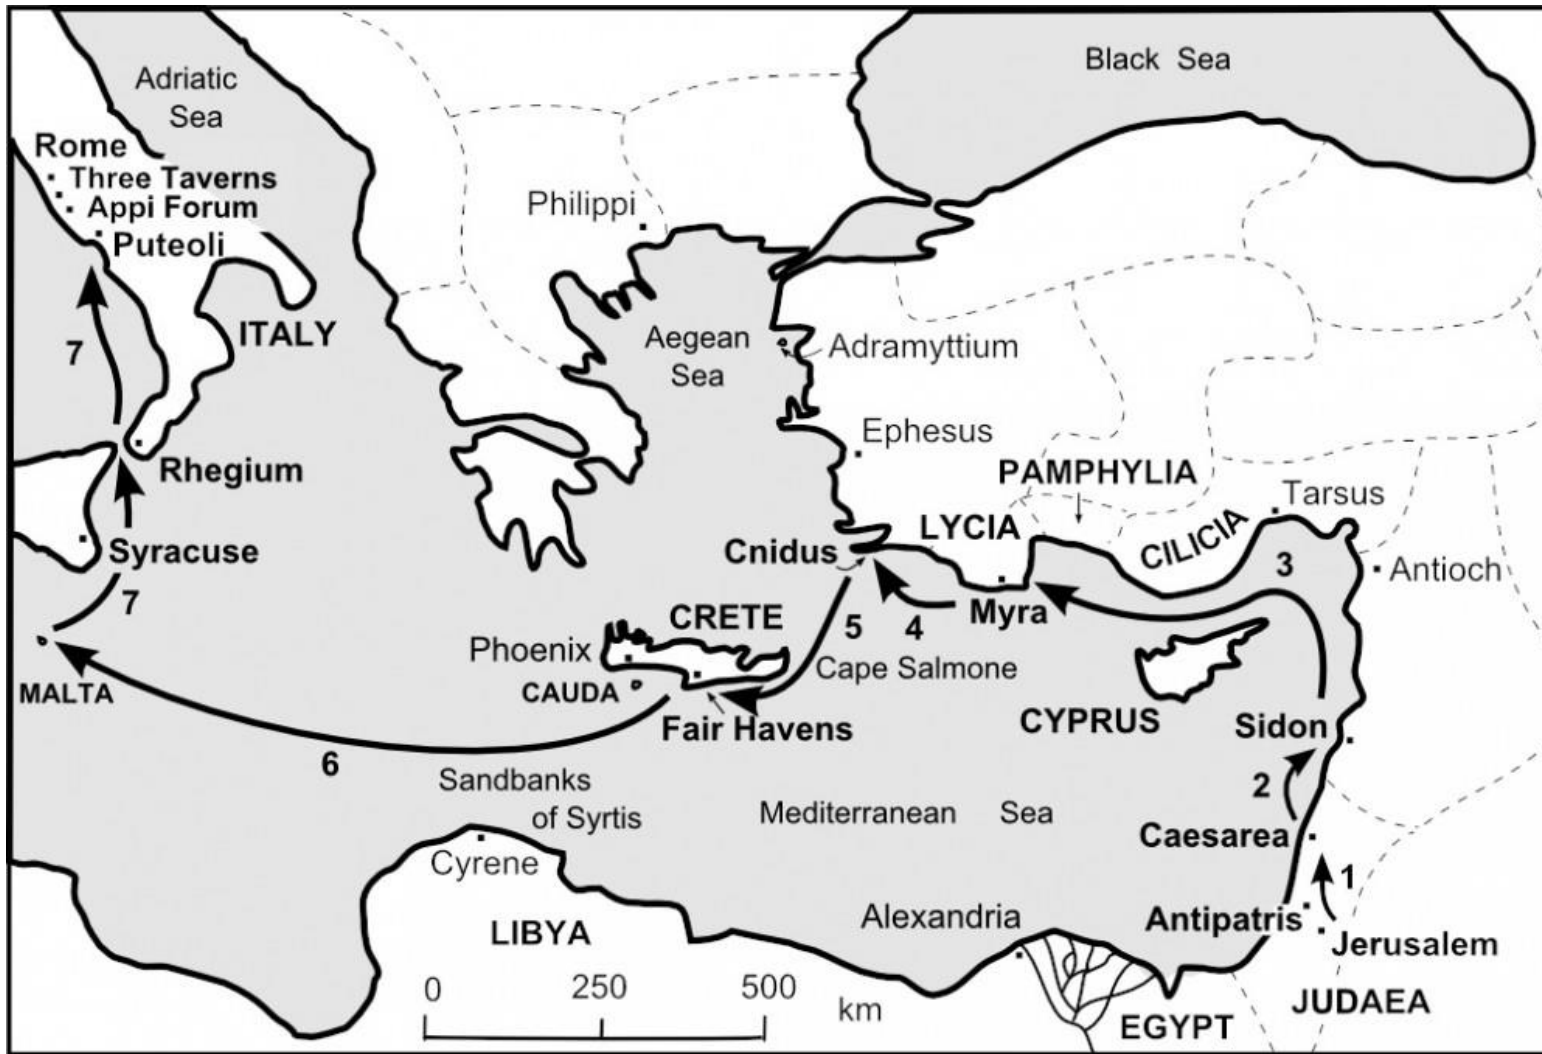 Black Sea
Adriatic
Sea
Rome
Three Taverns
Appi Forum
Puteoli
Philippi
7
ITALY
Aegean
Sea
Adramyttium
Ephesus
Rhegium
PAMPHYLIA
Tarsus
LYCIA
CILICIA
Syracuse
Cnidus
3
Antioch
7
CRETE
5
4
Myra
Phoenix
Cape Salmone
MALTA
CAUDA
Fair Havens
CYPRUS
Sidon
6
Sandbanks
of Syrtis
Mediterranean Sea
2
Caesarea
Cyrene
1
LIBYA
Alexandria
Antipatris
Jerusalem
0 250 500
km
JUDAEA
EGYPT